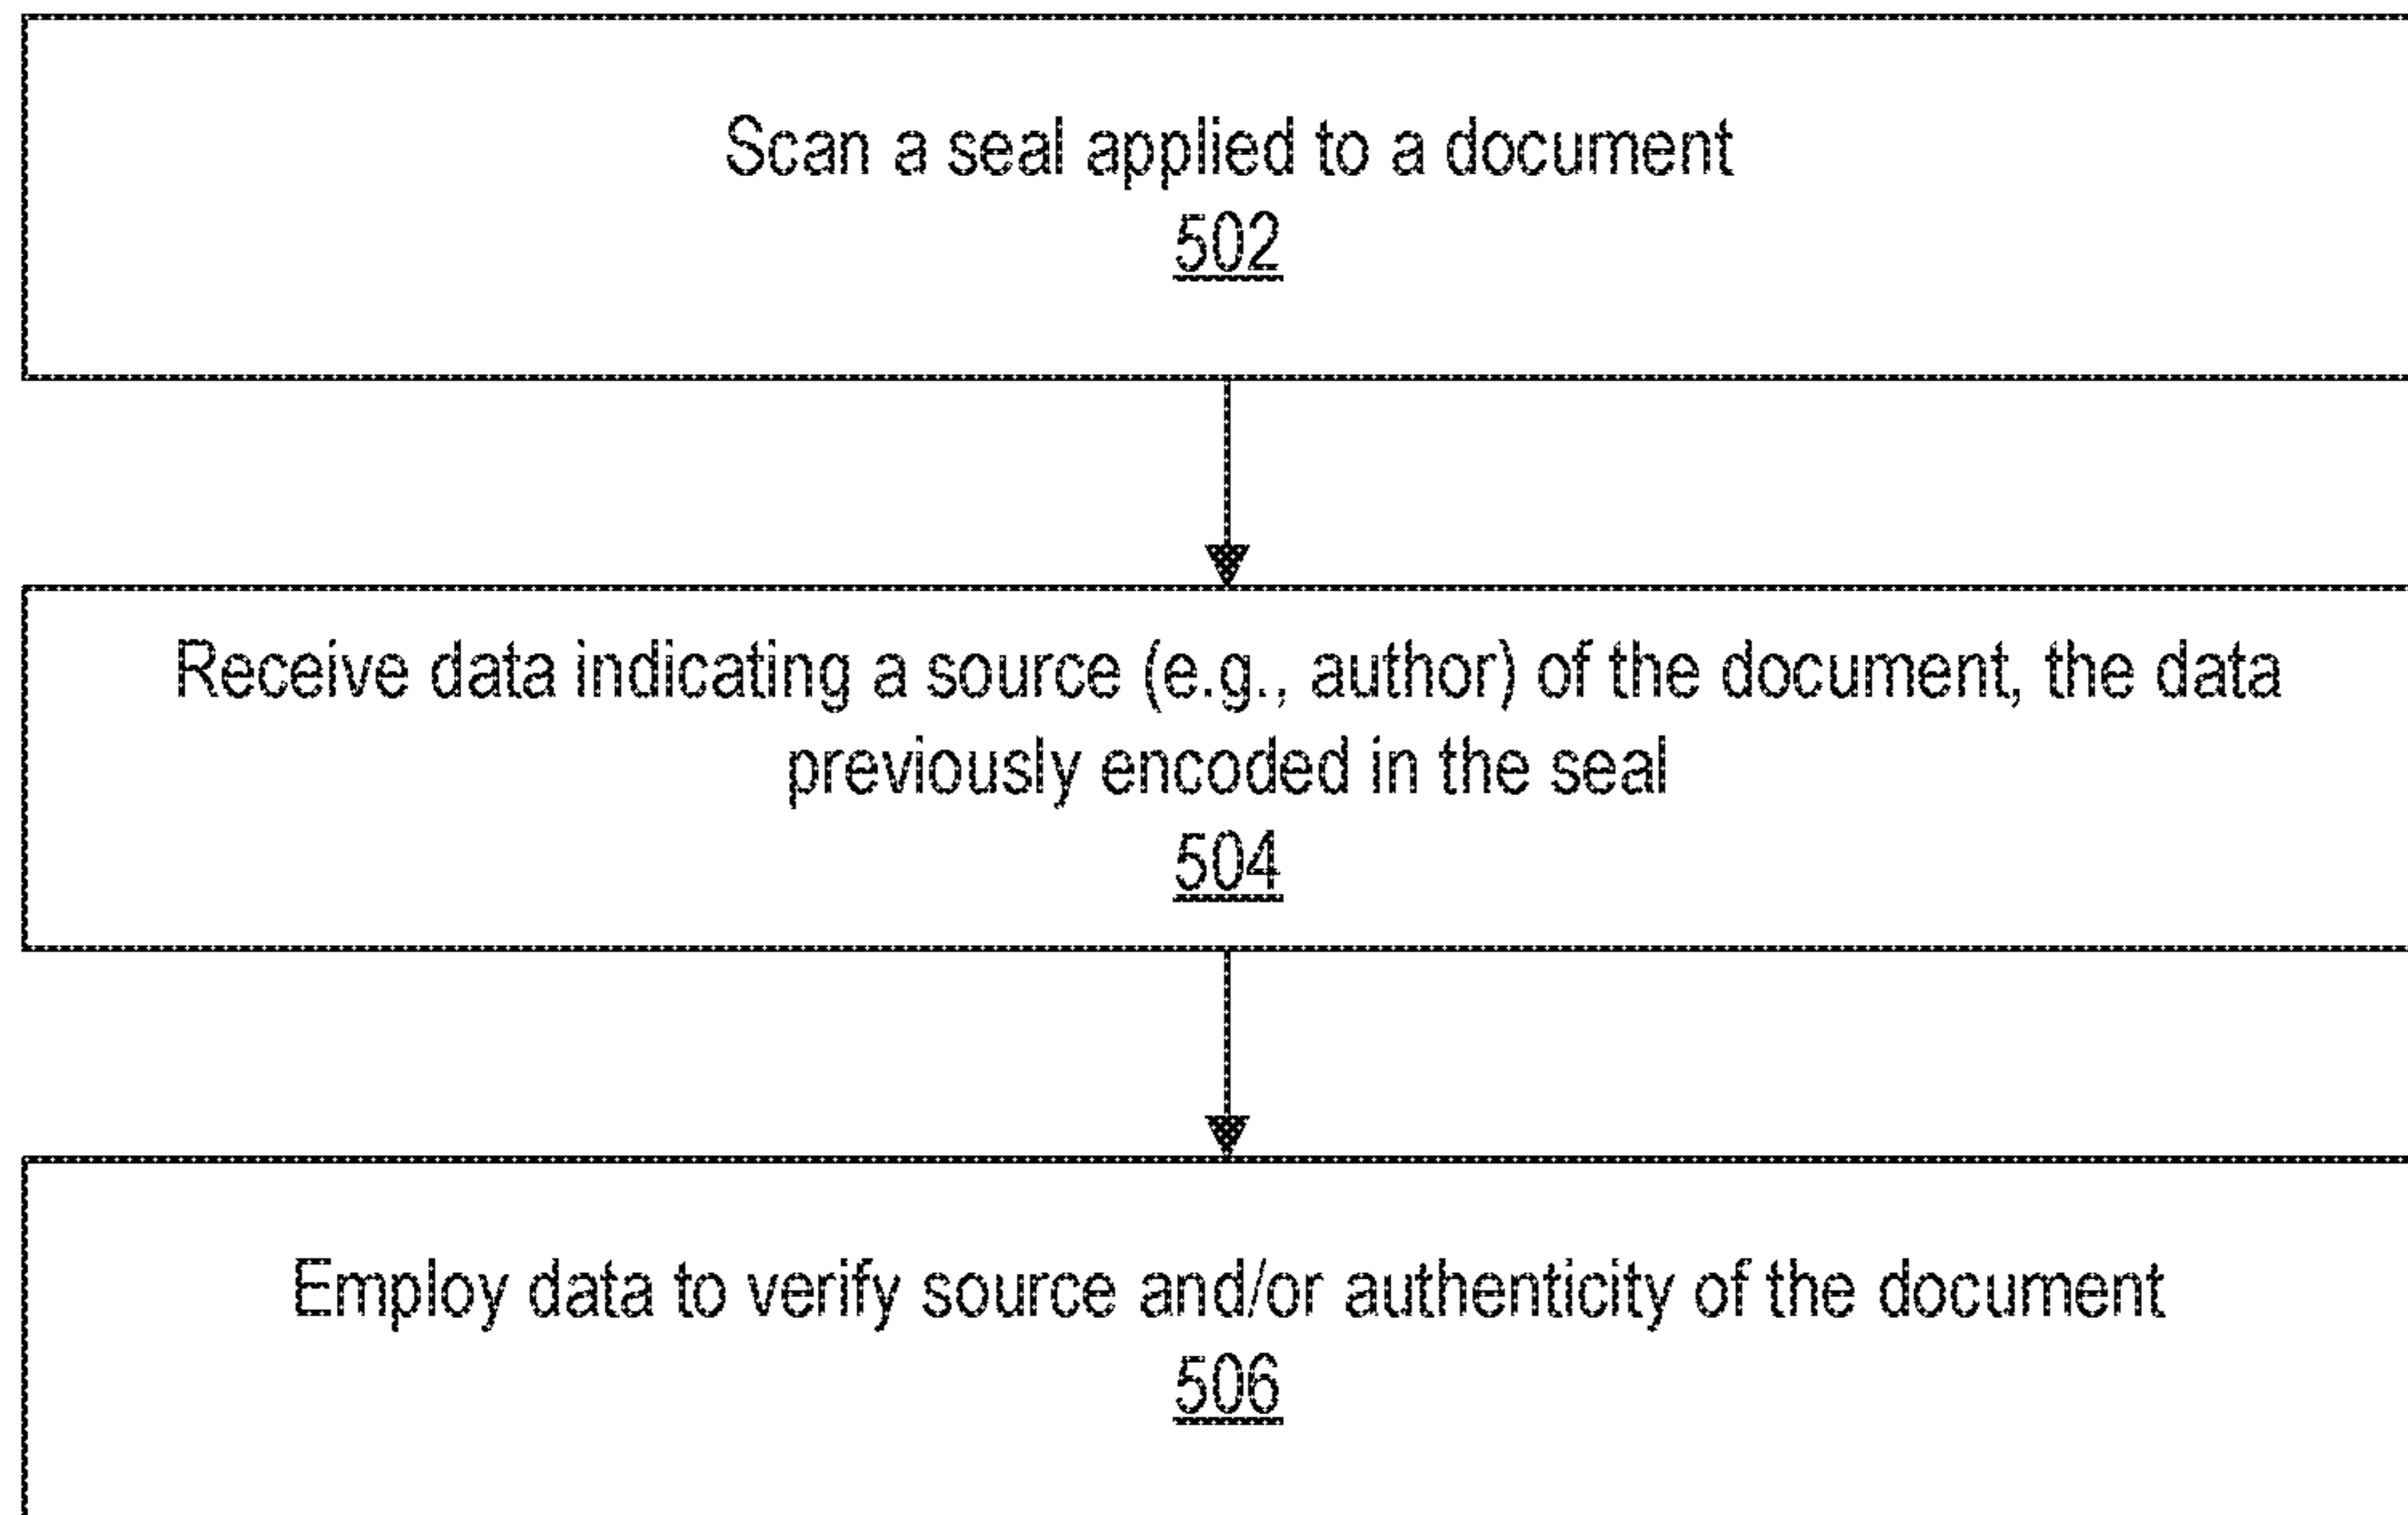 Scan a seal applied to a document
502
Receive data indicating a source (e.g., author) of the document, the data
previously encoded in the seal
504
Employ data to verify source and/or authenticity of the document
506